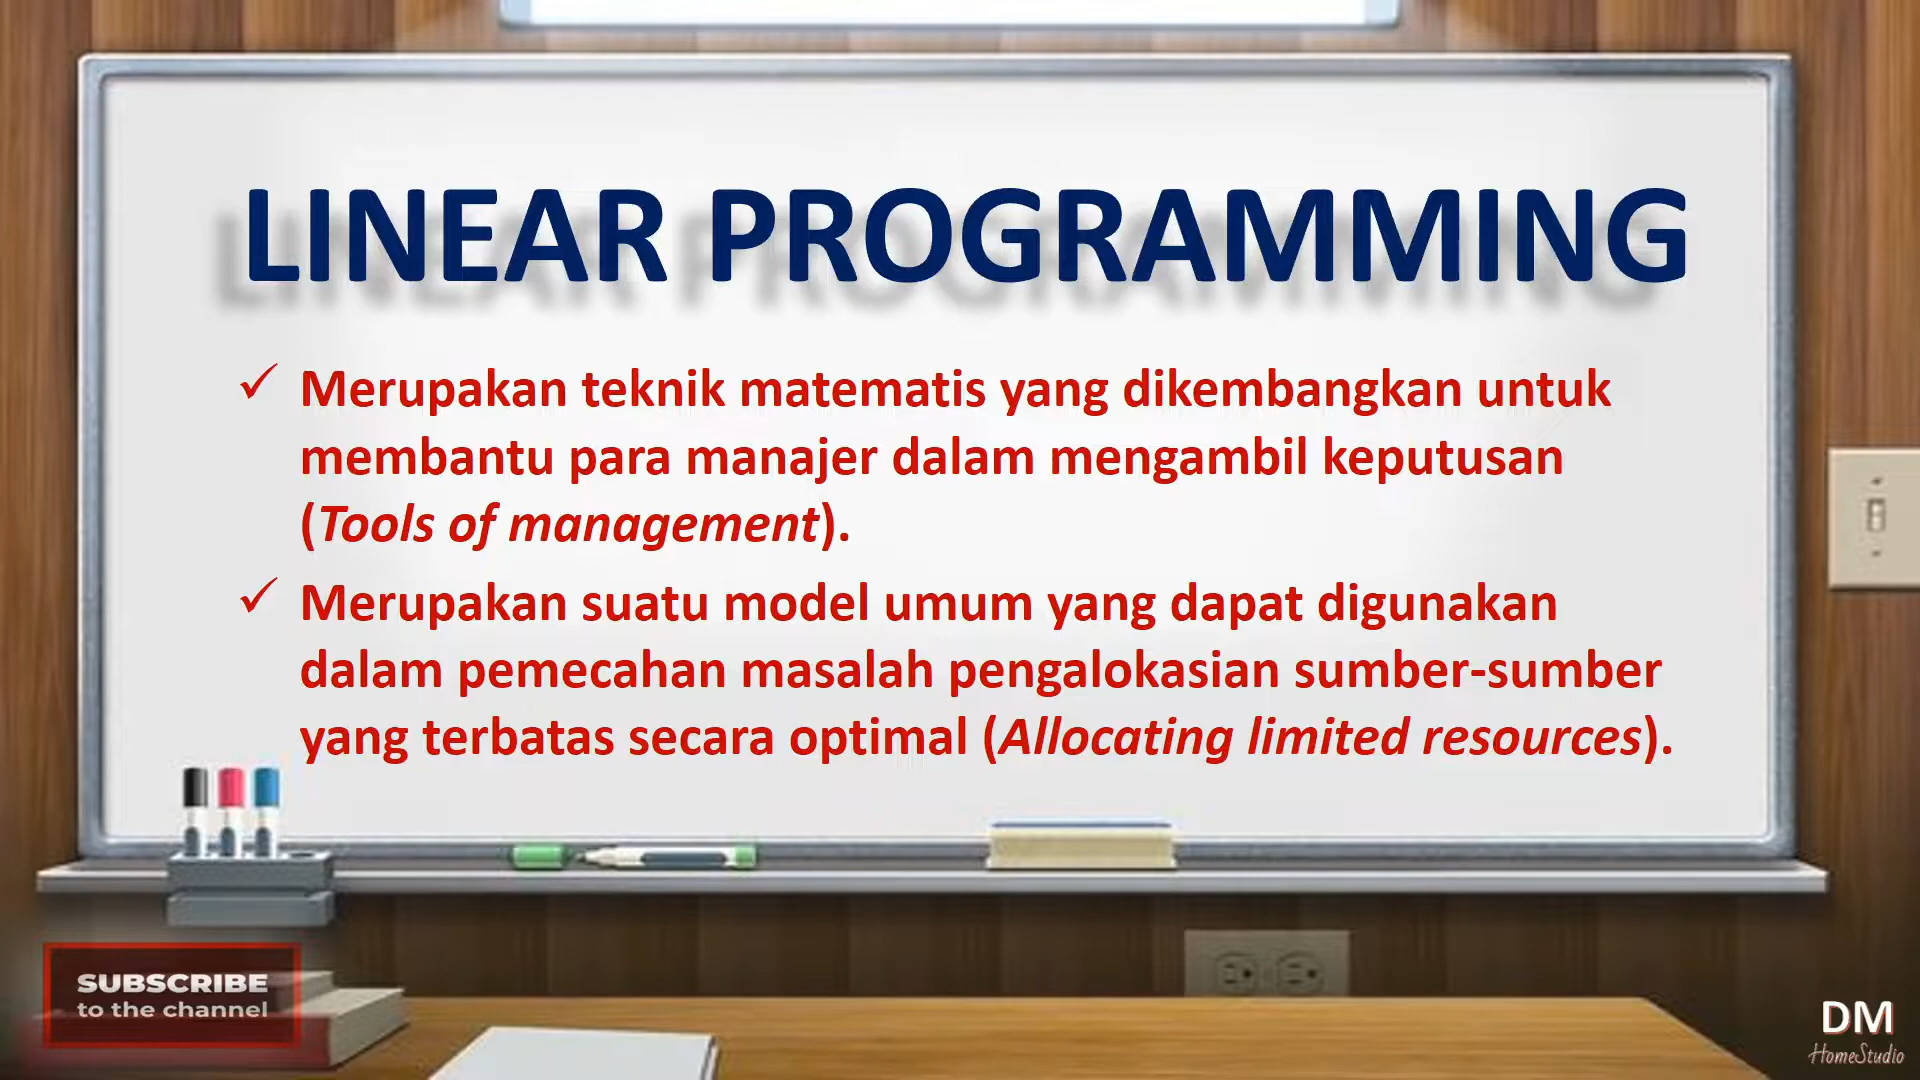 LINEAR PROGRAMMING
✓ Merupakan teknik matematis yang dikembangkan untuk
membantu para manajer dalam mengambil keputusan
(Tools of management).
✓ Merupakan suatu model umum yang dapat digunakan
dalam pemecahan masalah pengalokasian sumber-sumber
yang terbatas secara optimal (Allocating limited resources).
SUBSCRIBE
to the channel
DM
HomeStudio